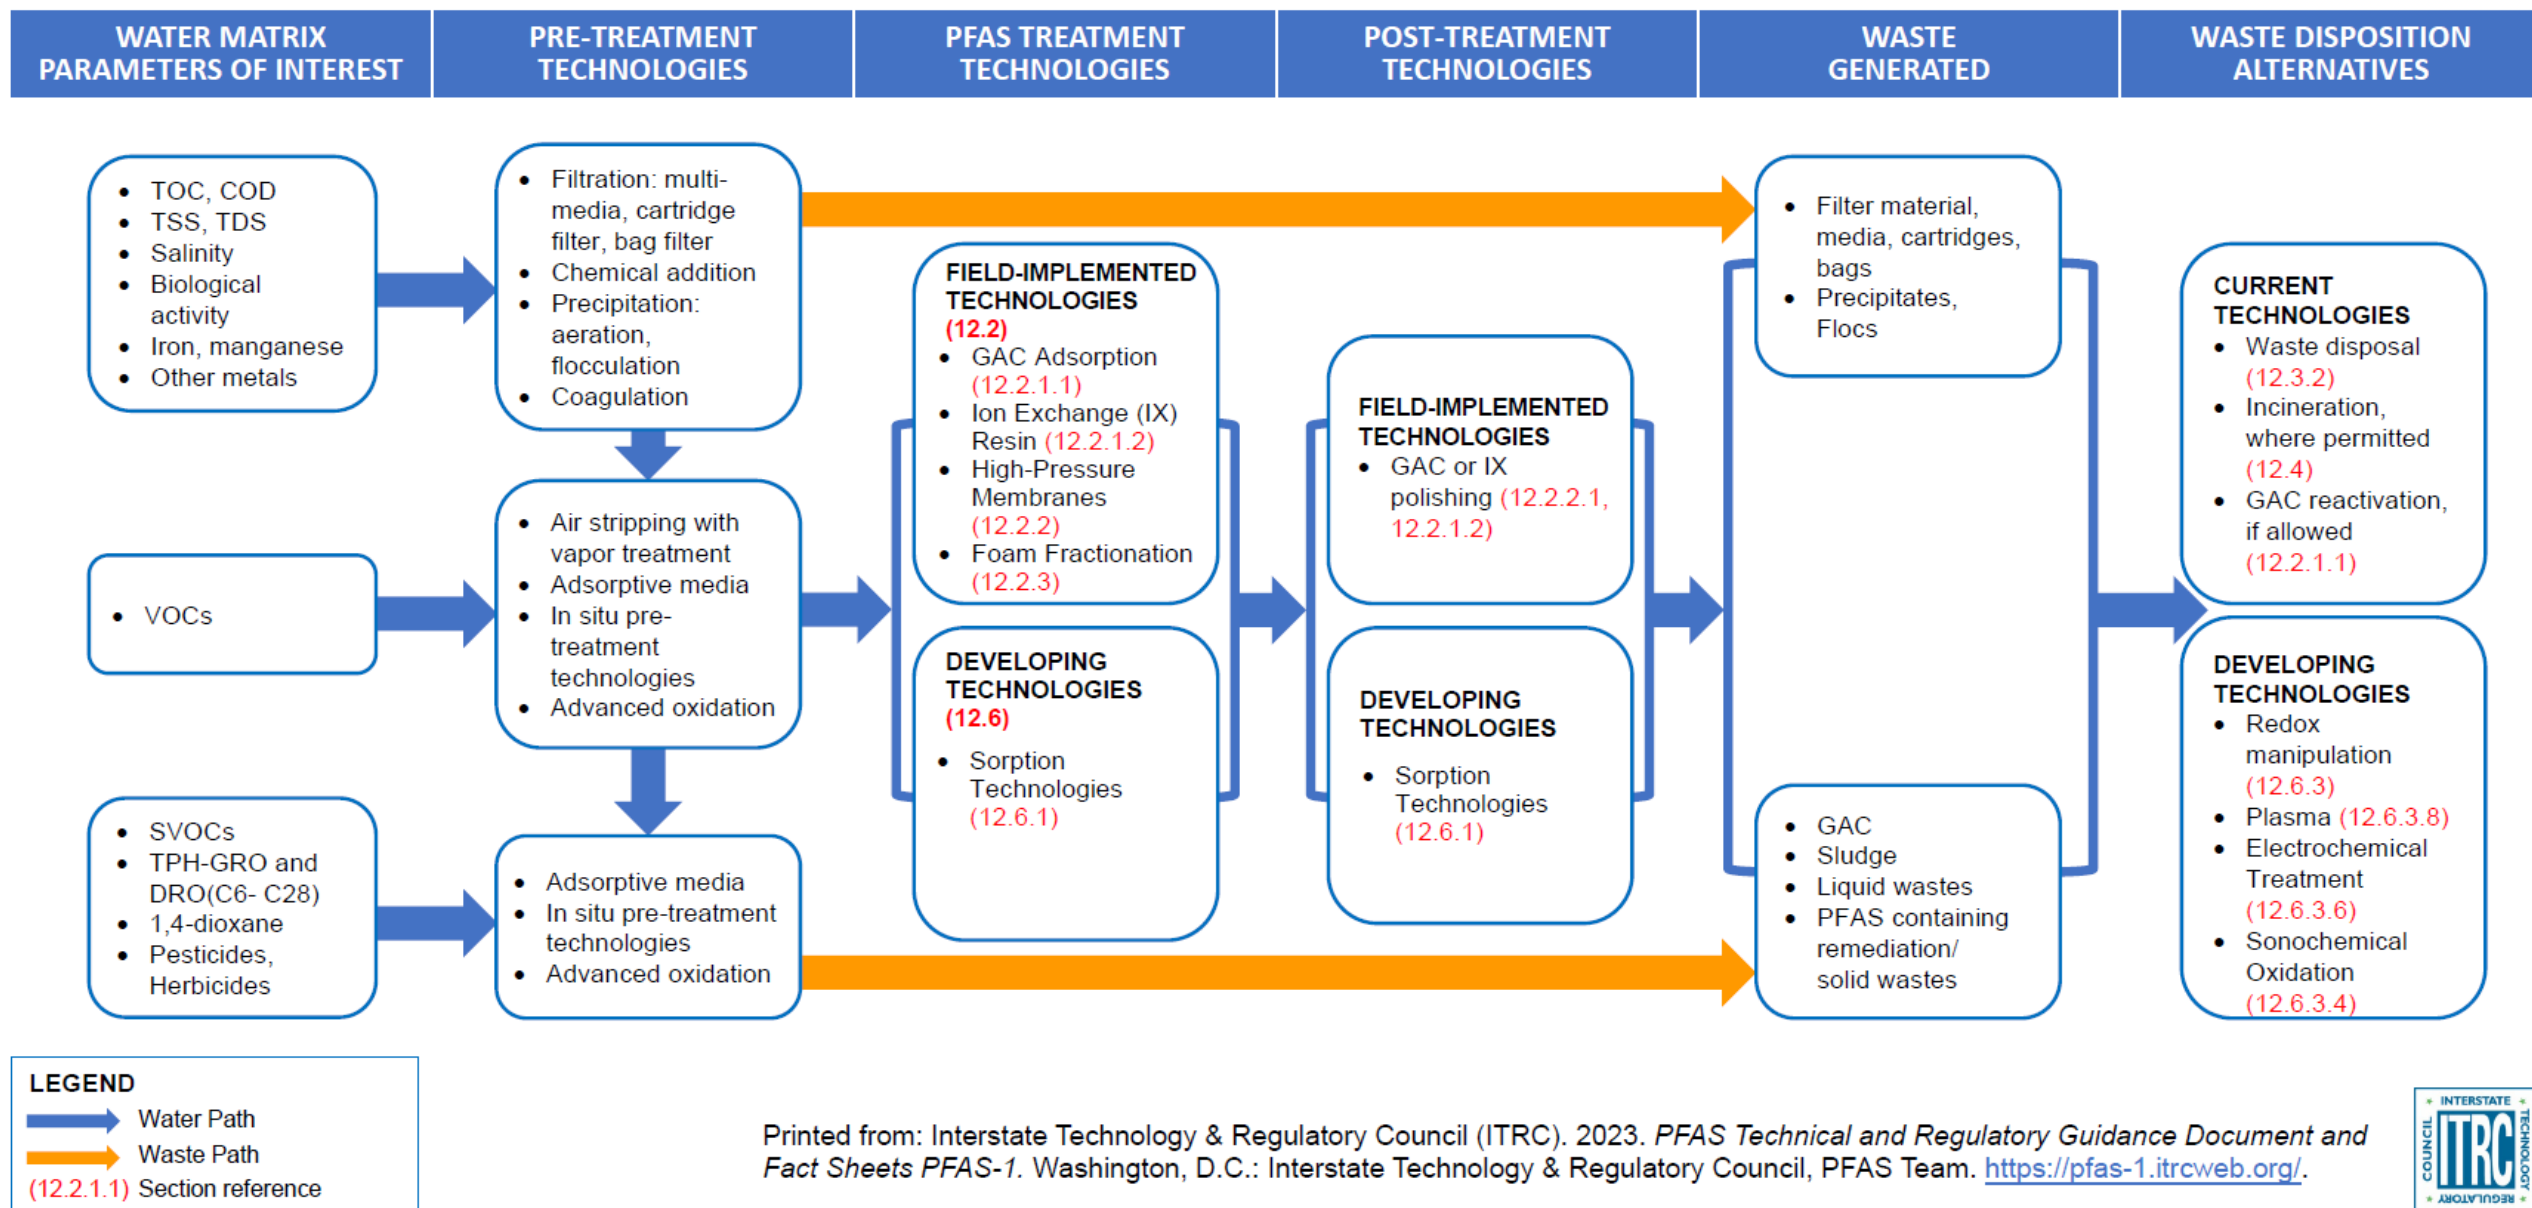 WATER MATRIX
PARAMETERS OF INTEREST
PRE-TREATMENT
TECHNOLOGIES
PFAS TREATMENT
TECHNOLOGIES
POST-TREATMENT
TECHNOLOGIES
WASTE
GENERATED
WASTE DISPOSITION
ALTERNATIVES
• TOC, COD
• TSS, TDS
• Salinity
• Biological
activity
• Iron, manganese
• Other metals
• VOCs
• SVOCs
• TPH-GRO and
DRO(C6- C28)
• 1,4-dioxane
• Pesticides,
Herbicides
• Filtration: multi-
media, cartridge
filter, bag filter
• Chemical addition
• Precipitation:
aeration,
flocculation
• Coagulation
• Air stripping with
vapor treatment
• Adsorptive media
• In situ pre-
treatment
technologies
• Advanced oxidation
• Adsorptive media
• In situ pre-treatment
technologies
• Advanced oxidation
FIELD-IMPLEMENTED
TECHNOLOGIES
(12.2)
• GAC Adsorption
(12.2.1.1)
• Ion Exchange (IX)
Resin (12.2.1.2)
• High-Pressure
Membranes
(12.2.2)
• Foam Fractionation
(12.2.3)
DEVELOPING
TECHNOLOGIES
(12.6)
• Sorption
Technologies
(12.6.1)
FIELD-IMPLEMENTED
TECHNOLOGIES
• GAC or IX
polishing (12.2.2.1,
12.2.1.2)
DEVELOPING
TECHNOLOGIES
• Sorption
Technologies
(12.6.1)
• Filter material,
media, cartridges,
bags
• Precipitates,
Flocs
• GAC
• Sludge
• Liquid wastes
• PFAS containing
remediation/
solid wastes
CURRENT
TECHNOLOGIES
• Waste disposal
(12.3.2)
• Incineration,
where permitted
(12.4)
• GAC reactivation,
if allowed
(12.2.1.1)
DEVELOPING
TECHNOLOGIES
• Redox
manipulation
(12.6.3)
• Plasma (12.6.3.8)
• Electrochemical
Treatment
(12.6.3.6)
• Sonochemical
Oxidation
(12.6.3.4)
LEGEND
Water Path
Waste Path
(12.2.1.1) Section reference
Printed from: Interstate Technology & Regulatory Council (ITRC). 2023. PFAS Technical and Regulatory Guidance Document and
Fact Sheets PFAS-1. Washington, D.C.: Interstate Technology & Regulatory Council, PFAS Team. https://pfas-1.itrcweb.org/.
INTERSTATE
TECHNOLOGY
REGULATORY
COUNCIL
ITRC